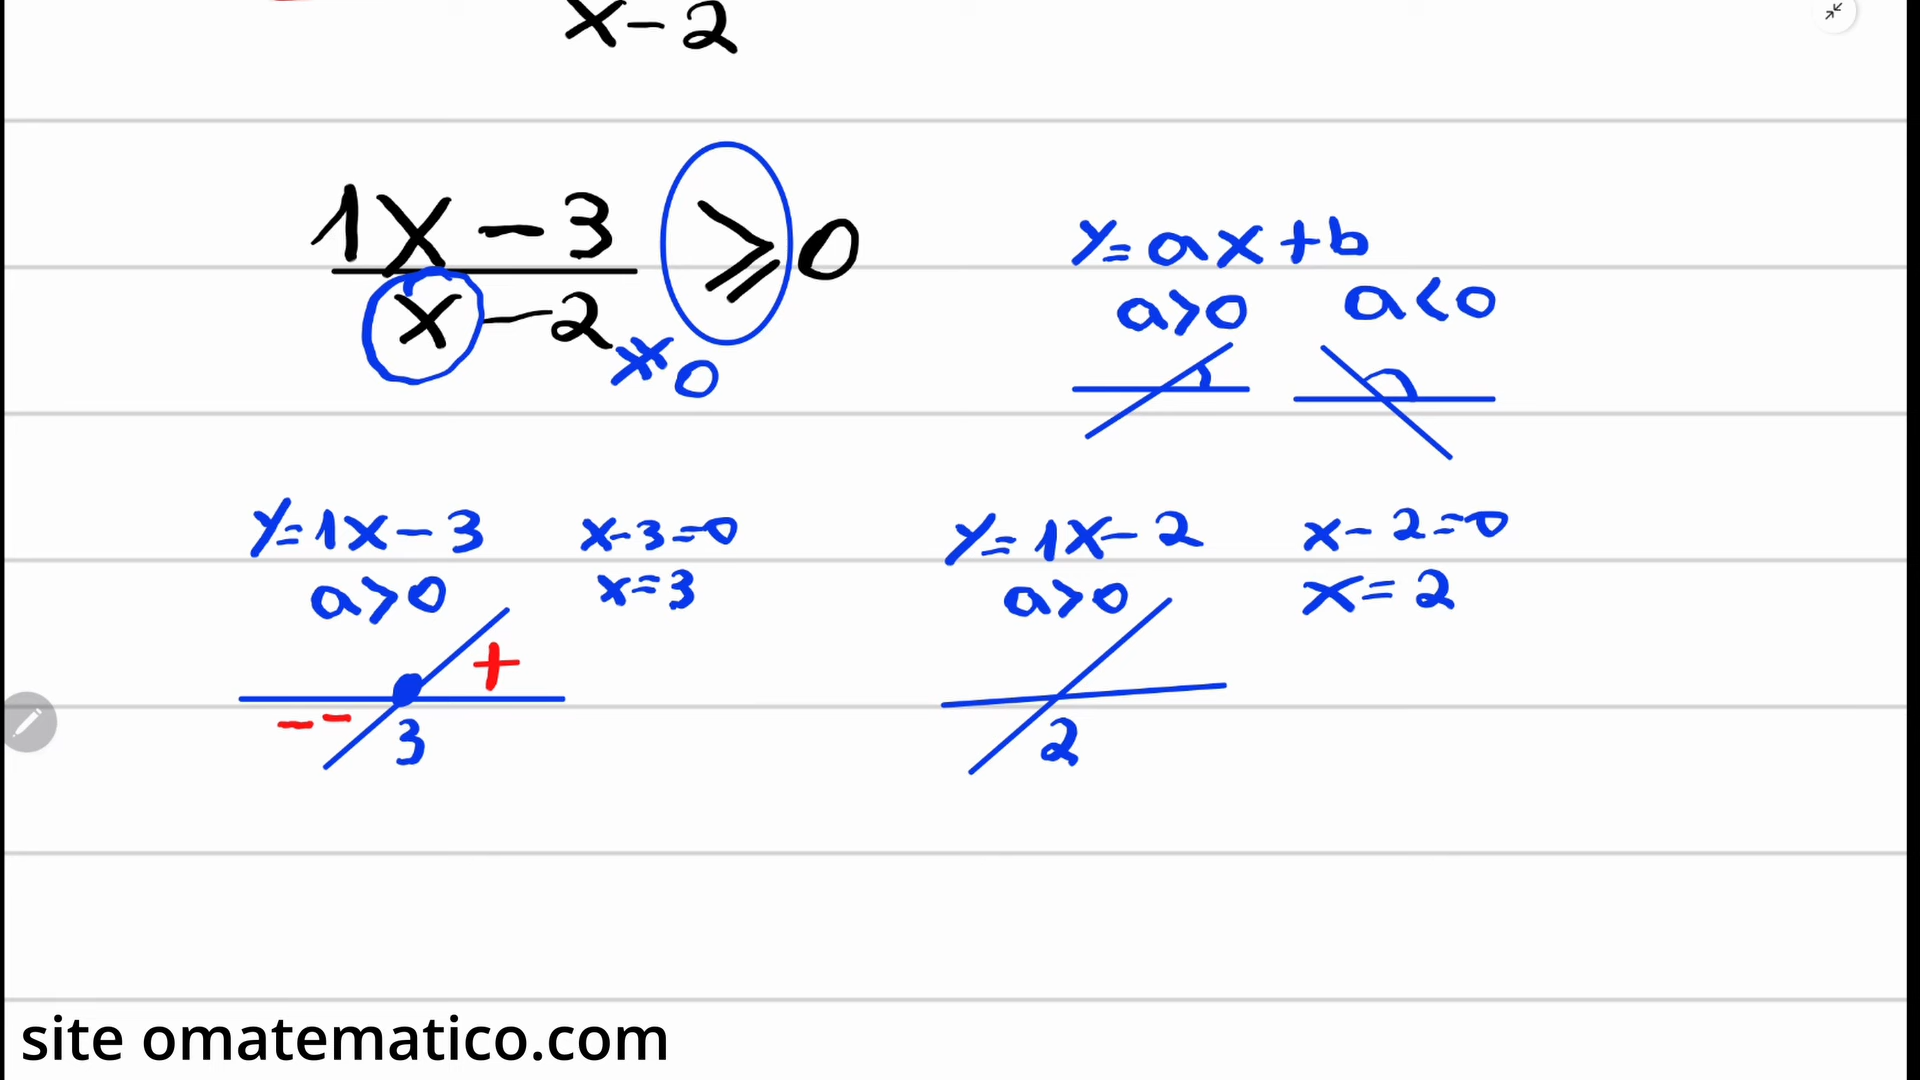 x-2
1x-3 ⩾ 0
x-2 ≠ 0
y=ax+b
a>0 a<0
y=1x-3 x-3=0
a>0 x=3
+
-- 3
y=1x-2 x-2=0
a>0 x=2
2
site omatematico.com